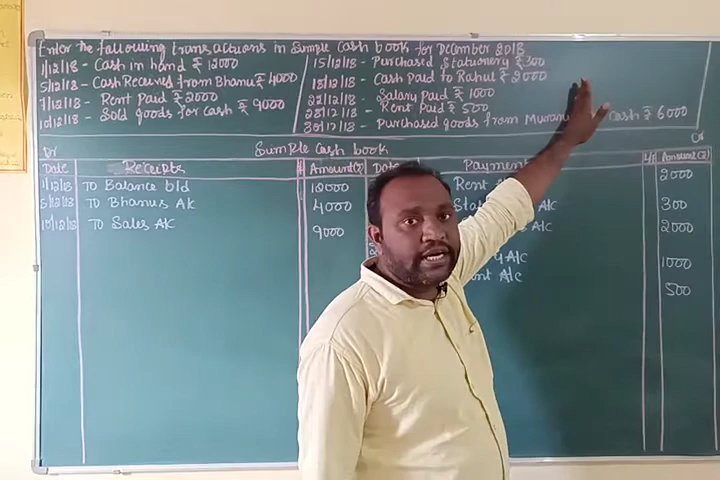 Enter the following transactions in Simple Cash book for December 2018
1/12/18 - Cash in hand ₹ 12000
5/12/18 - Cash Received from Bhanu ₹ 4000
7/12/18 - Rent Paid ₹ 2000
10/12/18 - Sold goods for cash ₹ 9000
15/12/18 - Purchased Stationery ₹ 300
18/12/18 - Cash Paid to Rahul ₹ 2000
22/12/18 - Salary Paid ₹ 1000
28/12/18 - Rent Paid ₹ 500
30/12/18 - Purchased goods from Cash ₹ 6000
Dr Simple Cash book Cr
Date Receipts Amount(₹) Date Payment L/F Amount(₹)
1/12/18 To Balance b/d 12000 Rent 2000
5/12/18 To Bhanus A/c 4000 A/c 300
10/12/18 To Sales A/c 9000 A/c 2000
A/c 1000
A/c 500